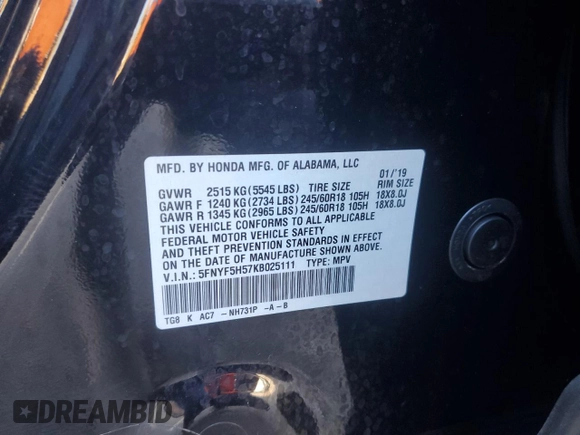 MFD. BY HONDA MFG. OF ALABAMA, LLC
01/'19
GVWR 2515 KG (5545 LBS) TIRE SIZE RIM SIZE
GAWR F 1240 KG (2734 LBS) 245/60R18 105H 18X8.0J
GAWR R 1345 KG (2965 LBS) 245/60R18 105H 18X8.0J
THIS VEHICLE CONFORMS TO ALL APPLICABLE
FEDERAL MOTOR VEHICLE SAFETY
AND THEFT PREVENTION STANDARDS IN EFFECT
ON THE DATE OF MANUFACTURE SHOWN ABOVE.
V.I.N.: 5FNYF5H57KB025111 TYPE: MPV
TG8 K AC7 -NH731P -A-B
DREAMBID